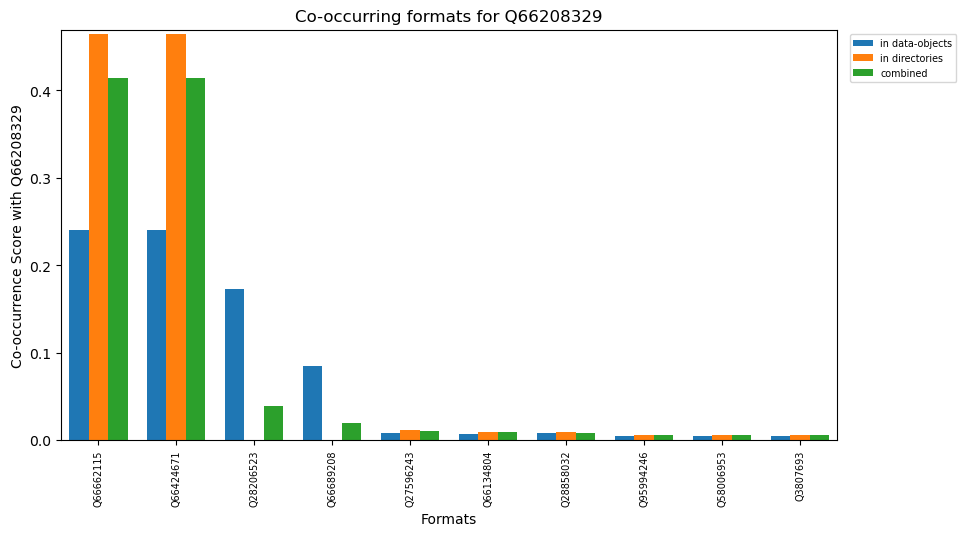 Co-occurring formats for Q66208329
in data-objects
in directories
combined
Co-occurrence Score with Q66208329
0.4
0.3
0.2
0.1
0.0
Q66662115
Q66424671
Q28206523
Q66689208
Q27596243
Q66134804
Q28858032
Q95994246
Q58006953
Q3807693
Formats